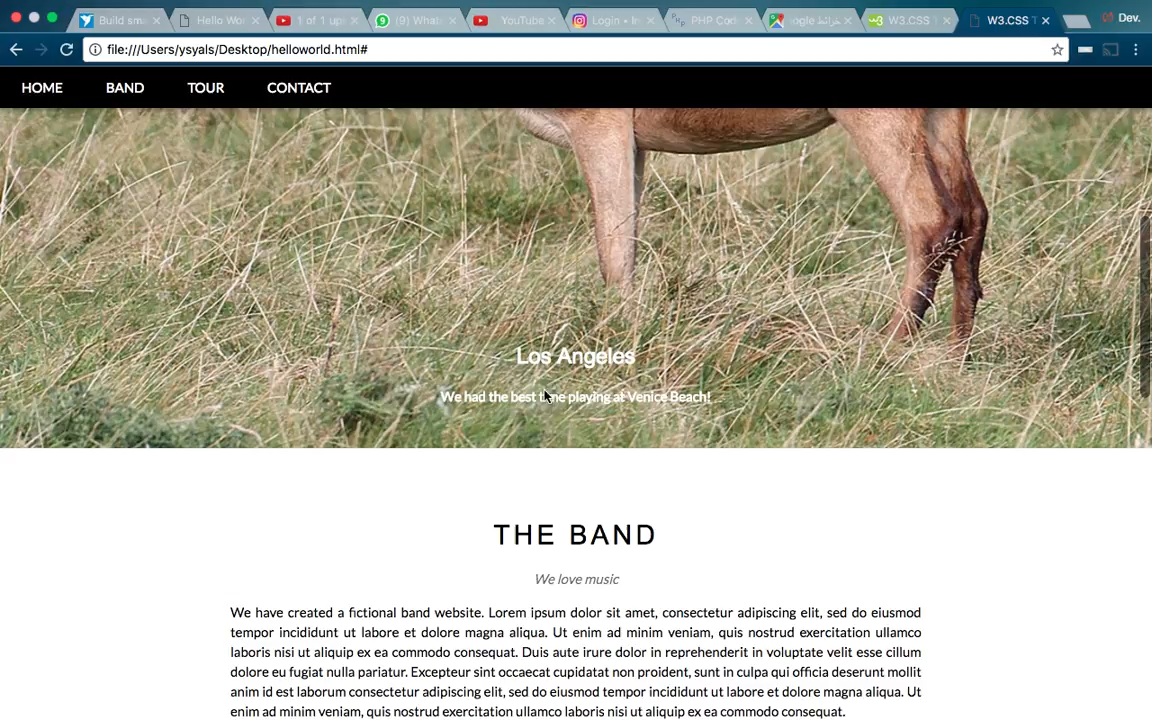 Build sma
Hello Wor
1 of 1 ups
(9) Whats
YouTube
Login • In
PHP Cod
خرائط ogle
W3.CSS T
W3.CSS T
Dev.
file:///Users/ysyals/Desktop/helloworld.html#
HOME BAND TOUR CONTACT
Los Angeles
We had the best time playing at Venice Beach!
THE BAND
We love music
We have created a fictional band website. Lorem ipsum dolor sit amet, consectetur adipiscing elit, sed do eiusmod
tempor incididunt ut labore et dolore magna aliqua. Ut enim ad minim veniam, quis nostrud exercitation ullamco
laboris nisi ut aliquip ex ea commodo consequat. Duis aute irure dolor in reprehenderit in voluptate velit esse cillum
dolore eu fugiat nulla pariatur. Excepteur sint occaecat cupidatat non proident, sunt in culpa qui officia deserunt mollit
anim id est laborum consectetur adipiscing elit, sed do eiusmod tempor incididunt ut labore et dolore magna aliqua. Ut
enim ad minim veniam, quis nostrud exercitation ullamco laboris nisi ut aliquip ex ea commodo consequat.